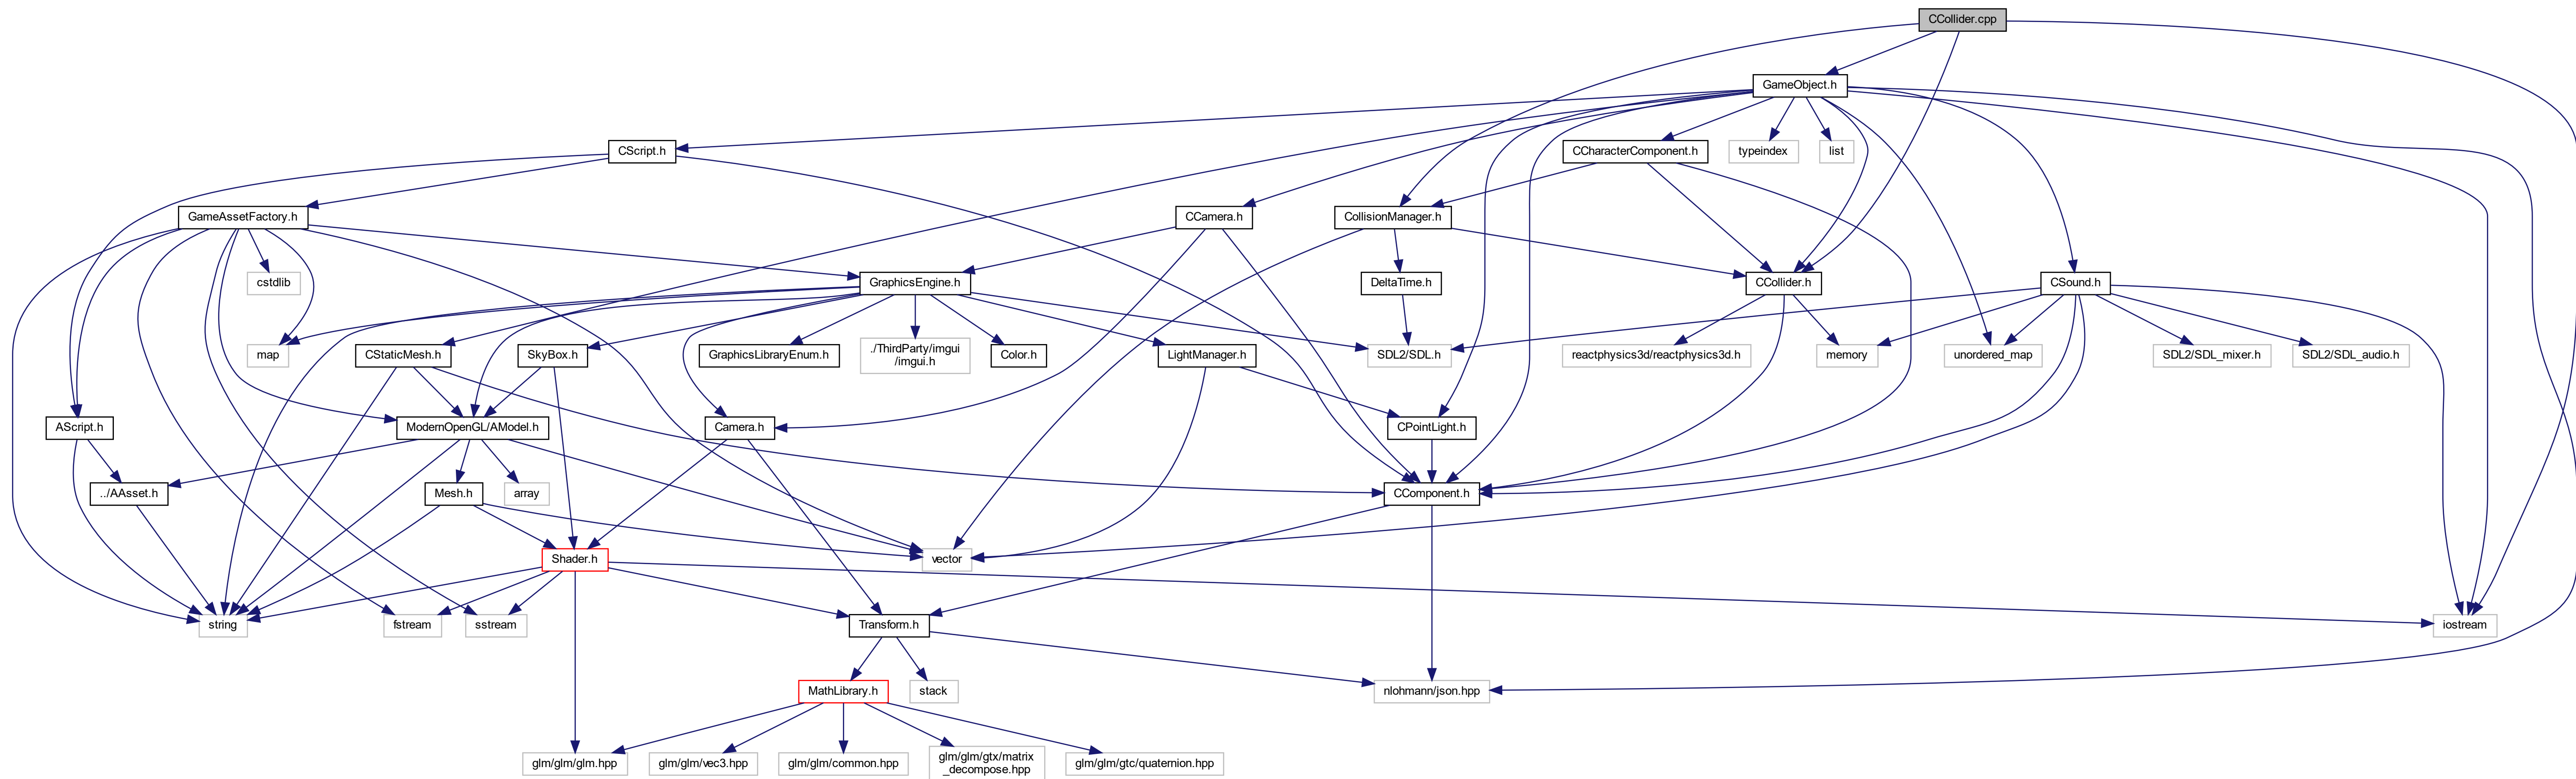 CCollider.cpp
GameObject.h
CScript.h
CCharacterComponent.h
typeindex
list
GameAssetFactory.h
CCamera.h
CollisionManager.h
cstdlib
GraphicsEngine.h
DeltaTime.h
CCollider.h
CSound.h
map
CStaticMesh.h
SkyBox.h
GraphicsLibraryEnum.h
./ThirdParty/imgui
/imgui.h
Color.h
LightManager.h
SDL2/SDL.h
reactphysics3d/reactphysics3d.h
memory
unordered_map
SDL2/SDL_mixer.h
SDL2/SDL_audio.h
AScript.h
ModernOpenGL/AModel.h
Camera.h
CPointLight.h
../AAsset.h
Mesh.h
array
CComponent.h
Shader.h
vector
string
fstream
sstream
Transform.h
iostream
MathLibrary.h
stack
nlohmann/json.hpp
glm/glm/glm.hpp
glm/glm/vec3.hpp
glm/glm/common.hpp
glm/glm/gtx/matrix
_decompose.hpp
glm/glm/gtc/quaternion.hpp